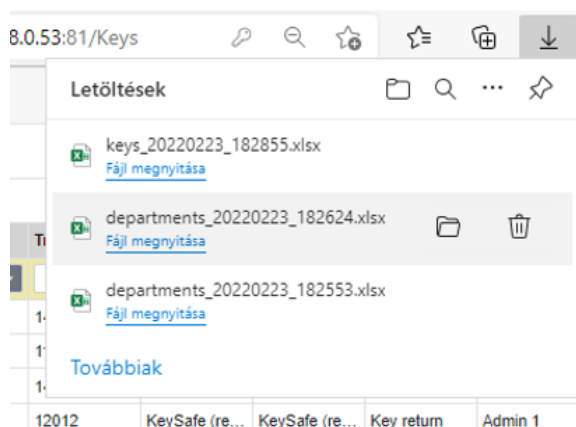 8.0.53:81/Keys
Letöltések
keys_20220223_182855.xlsx
Fájl megnyitása
departments_20220223_182624.xlsx
Fájl megnyitása
departments_20220223_182553.xlsx
Fájl megnyitása
Továbbiak
12012 KeySafe (re... KeySafe (re... Key return Admin 1